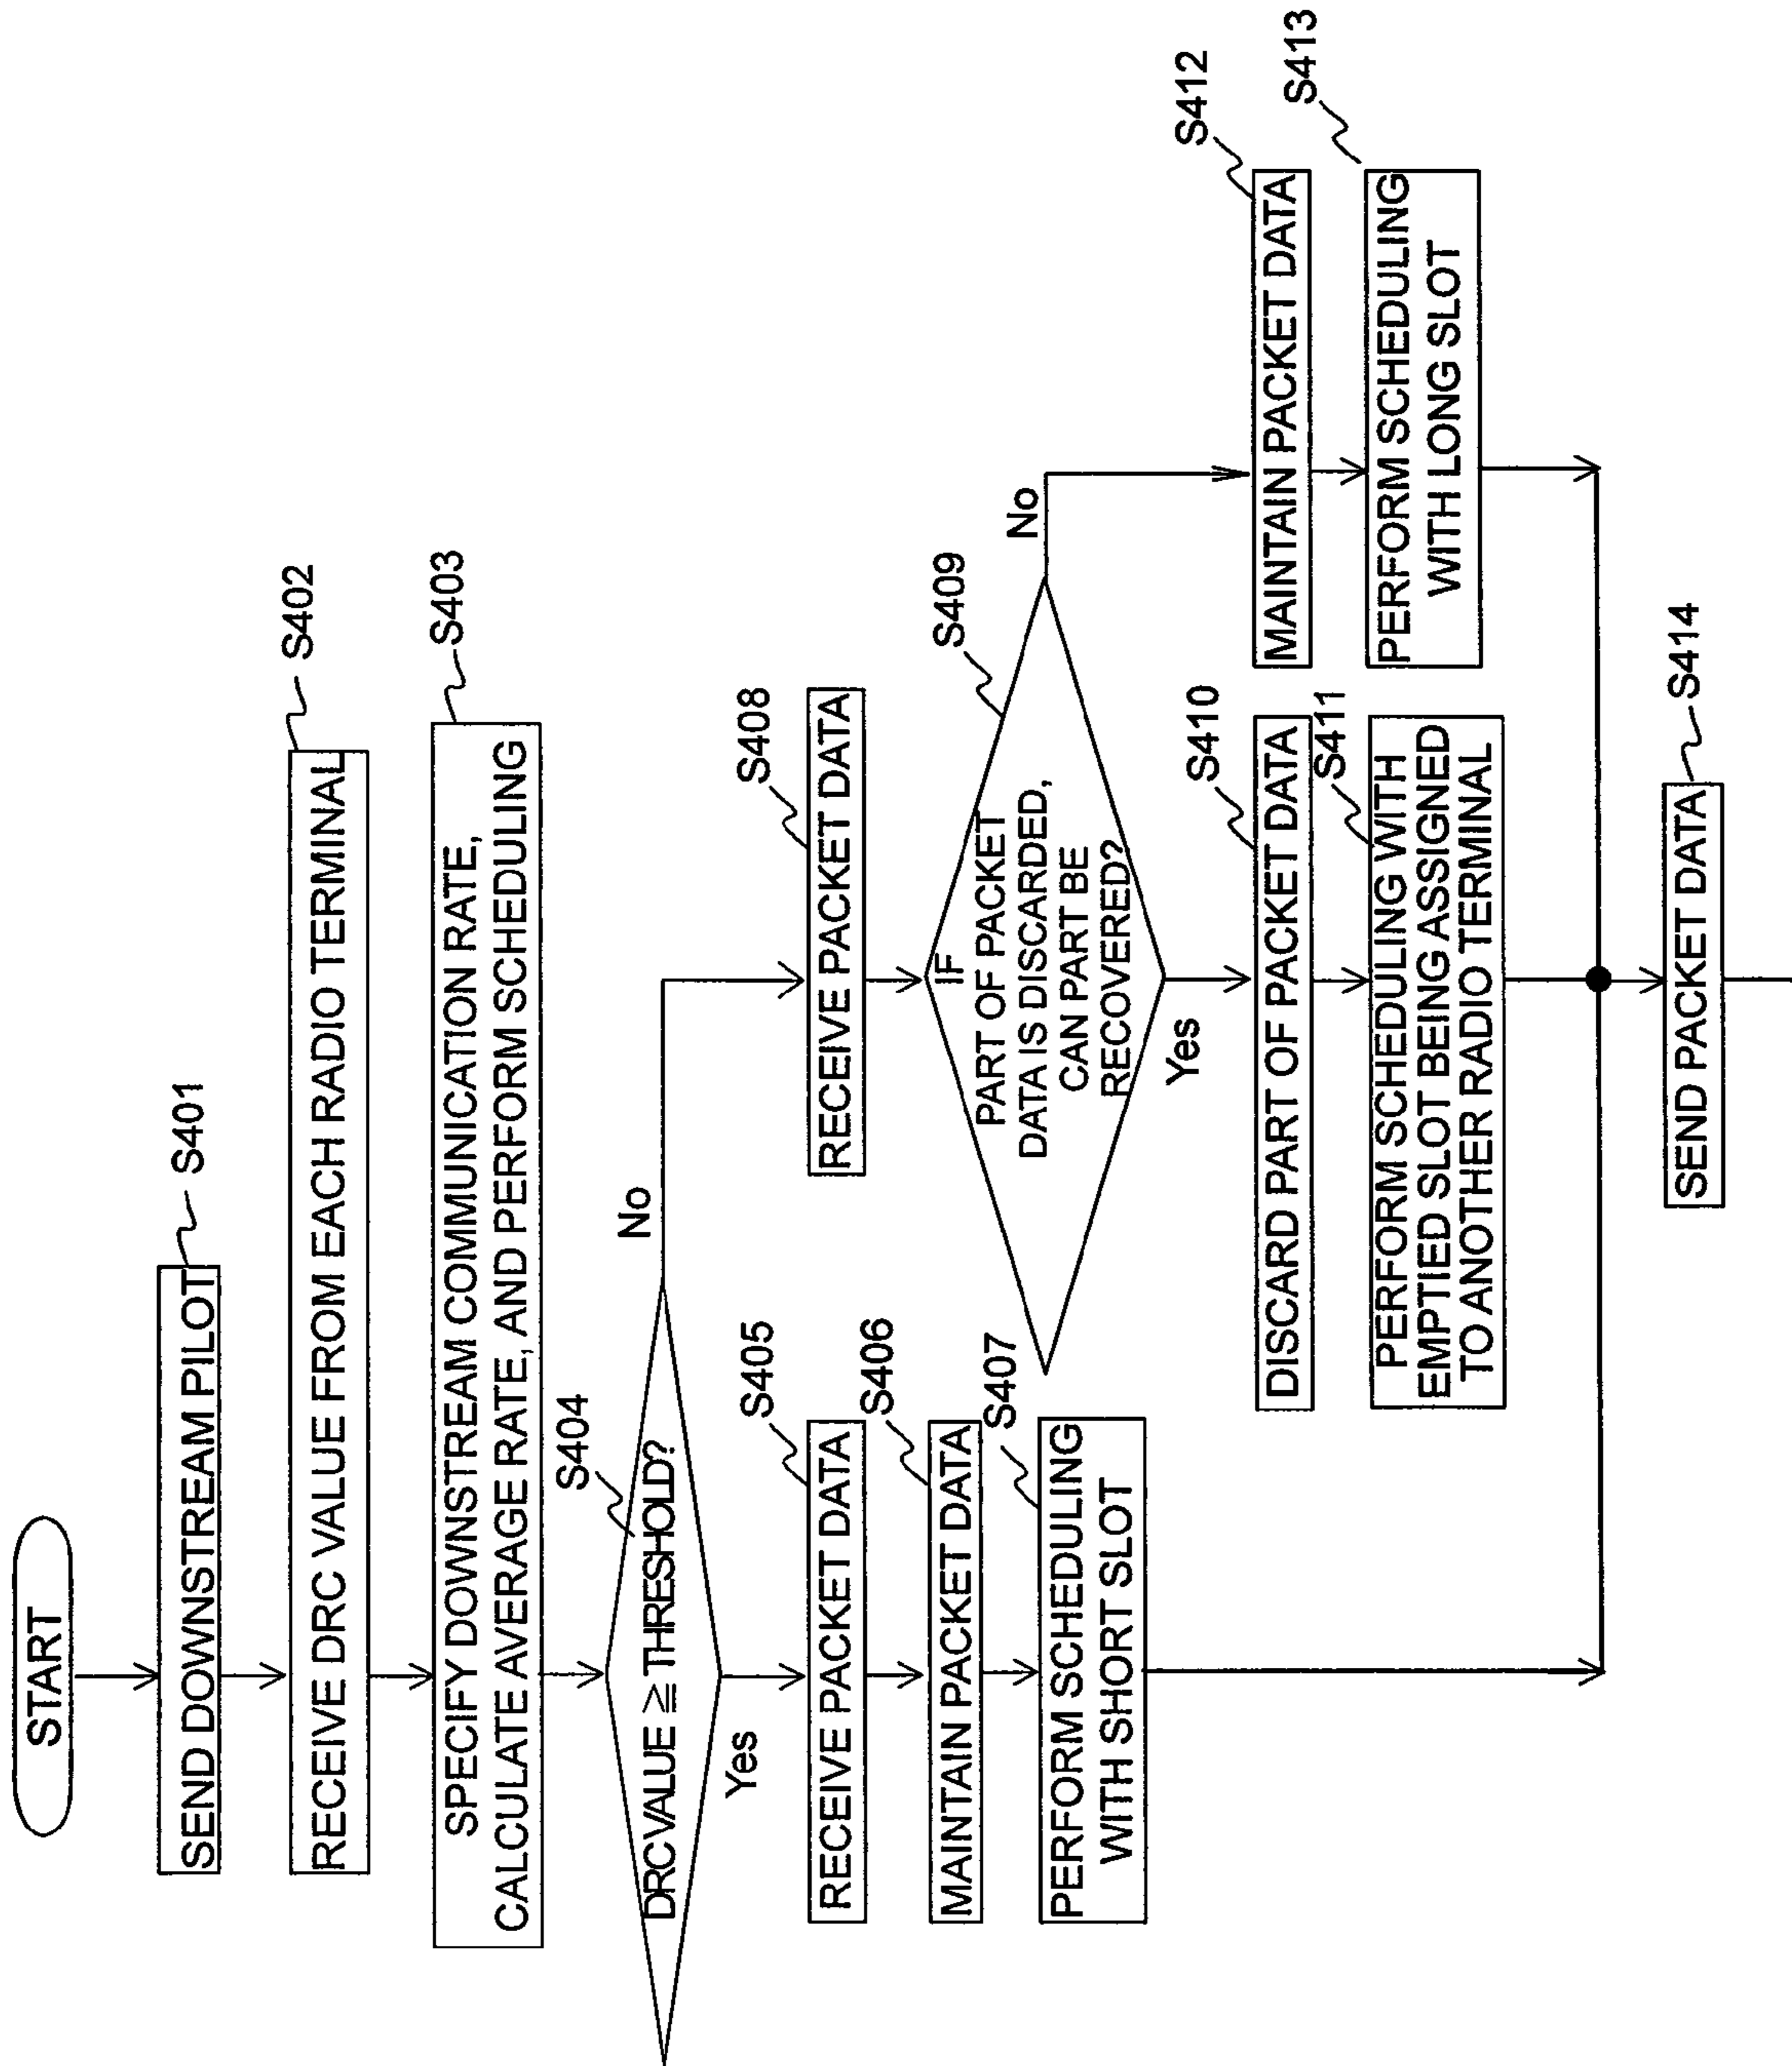 START
SEND DOWNSTREAM PILOT
S401
RECEIVE DRC VALUE FROM EACH RADIO TERMINAL
S402
SPECIFY DOWNSTREAM COMMUNICATION RATE,
CALCULATE AVERAGE RATE, AND PERFORM SCHEDULING
S403
S404
DRC VALUE ≧ THRESHOLD?
Yes
No
RECEIVE PACKET DATA
S405
MAINTAIN PACKET DATA
S406
PERFORM SCHEDULING
WITH SHORT SLOT
S407
RECEIVE PACKET DATA
S408
IF
PART OF PACKET
DATA IS DISCARDED,
CAN PART BE
RECOVERED?
S409
Yes
No
DISCARD PART OF PACKET DATA
S410
PERFORM SCHEDULING WITH
EMPTIED SLOT BEING ASSIGNED
TO ANOTHER RADIO TERMINAL
S411
MAINTAIN PACKET DATA
S412
PERFORM SCHEDULING
WITH LONG SLOT
S413
SEND PACKET DATA
S414